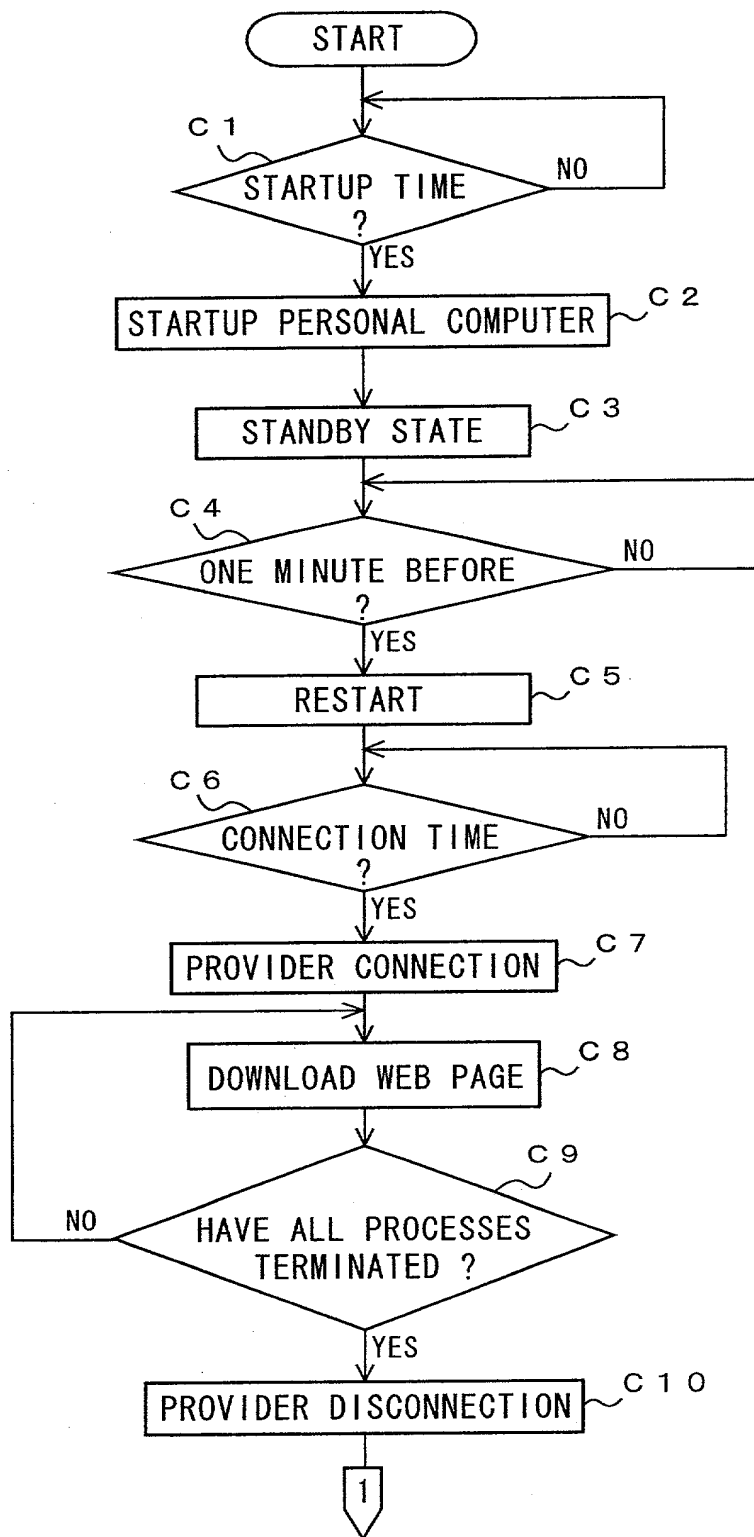 START
C1
STARTUP TIME
?
NO
YES
C2
STARTUP PERSONAL COMPUTER
C3
STANDBY STATE
C4
ONE MINUTE BEFORE
?
NO
YES
C5
RESTART
C6
CONNECTION TIME
?
NO
YES
C7
PROVIDER CONNECTION
C8
DOWNLOAD WEB PAGE
C9
NO
HAVE ALL PROCESSES
TERMINATED ?
YES
C10
PROVIDER DISCONNECTION
1